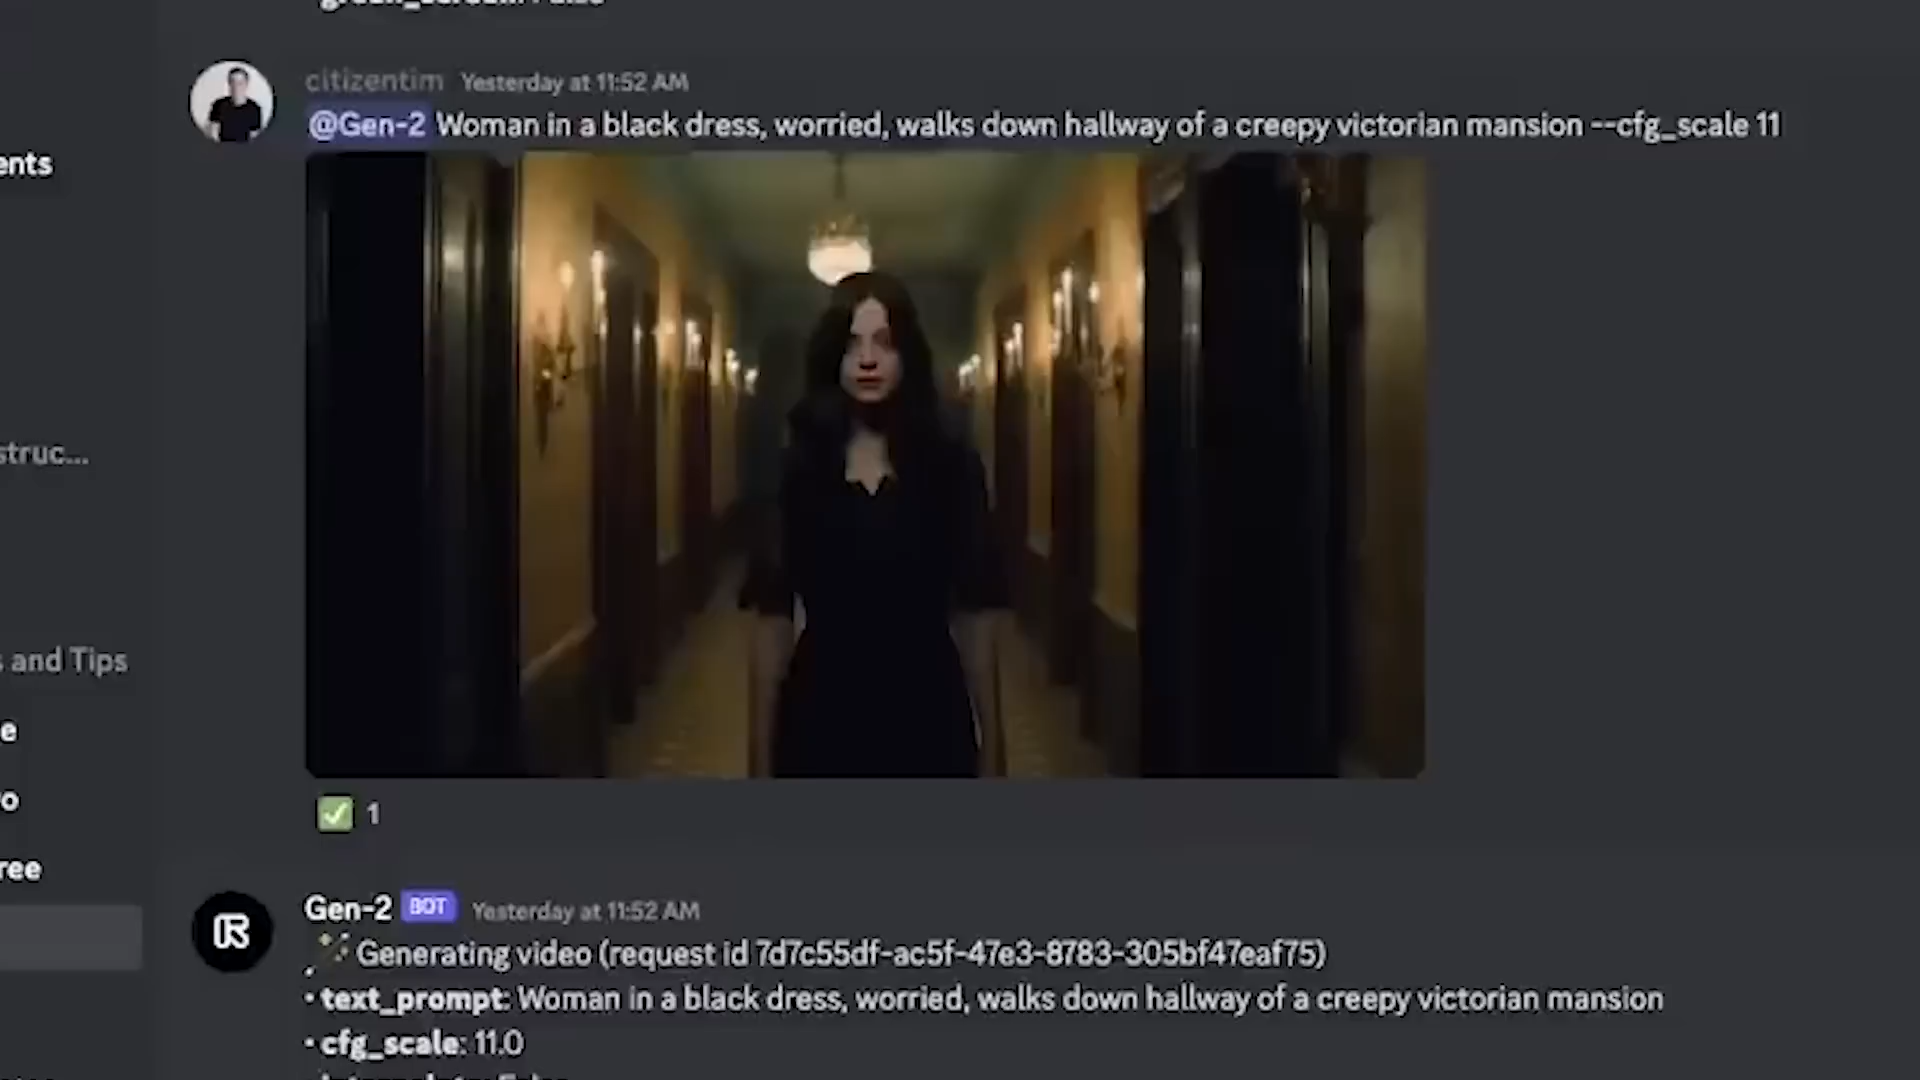 citizentim Yesterday at 11:52 AM
@Gen-2 Woman in a black dress, worried, walks down hallway of a creepy victorian mansion --cfg_scale 11
ents
struc...
s and Tips
e
o
ree
1
Gen-2 BOT Yesterday at 11:52 AM
Generating video (request id 7d7c55df-ac5f-47e3-8783-305bf47eaf75)
• text_prompt: Woman in a black dress, worried, walks down hallway of a creepy victorian mansion
• cfg_scale: 11.0